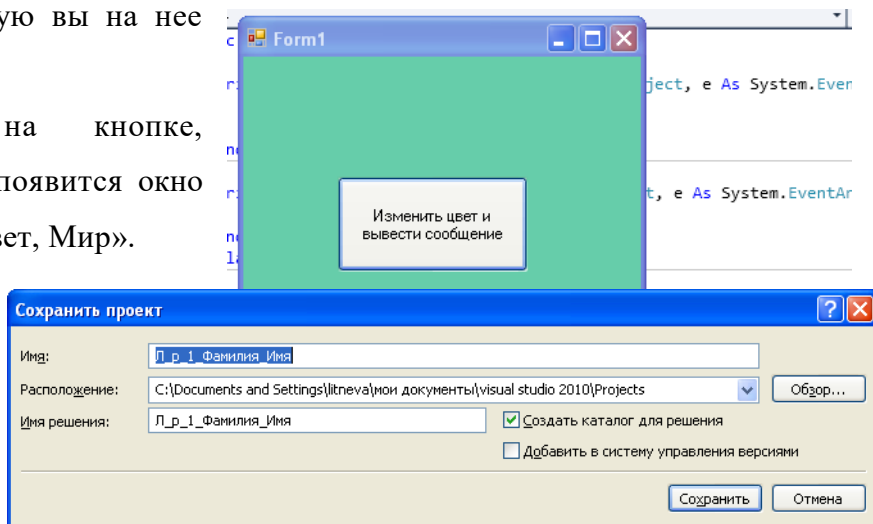 ую вы на нее
на кнопке,
появится окно
вет, Мир».
Form1
ject, e As System.Even
t, e As System.EventAr
Изменить цвет и
вывести сообщение
Сохранить проект
Имя:
Л_р_1_Фамилия_Имя
Расположение:
C:\Documents and Settings\litneva\мои документы\visual studio 2010\Projects
Обзор...
Имя решения:
Л_р_1_Фамилия_Имя
Создать каталог для решения
Добавить в систему управления версиями
Сохранить
Отмена